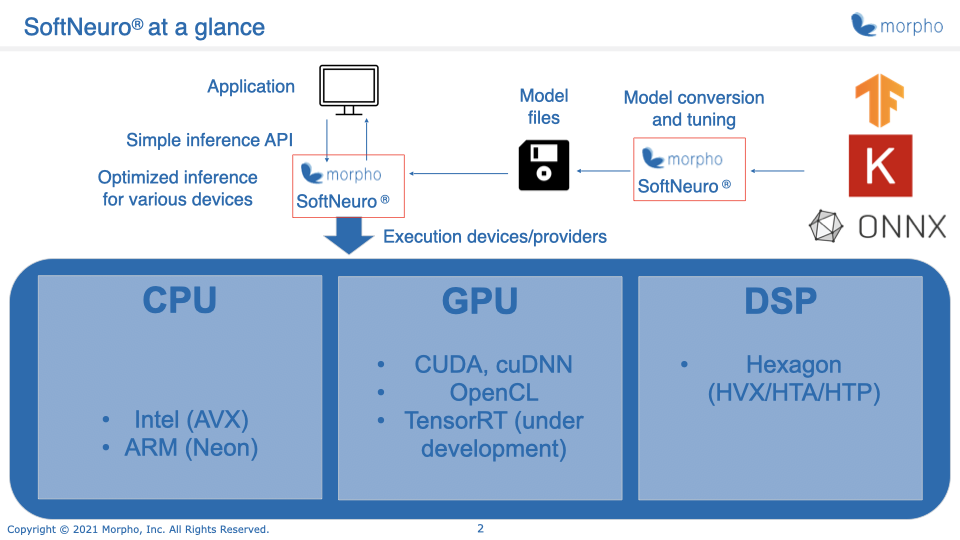 SoftNeuro® at a glance
morpho
Application
Model
files
Model conversion
and tuning
Simple inference API
morpho
SoftNeuro ®
K
Optimized inference
for various devices
morpho
SoftNeuro ®
ONNX
Execution devices/providers
CPU
• Intel (AVX)
• ARM (Neon)
GPU
• CUDA, cuDNN
• OpenCL
• TensorRT (under
development)
DSP
• Hexagon
(HVX/HTA/HTP)
Copyright © 2021 Morpho, Inc. All Rights Reserved.
2